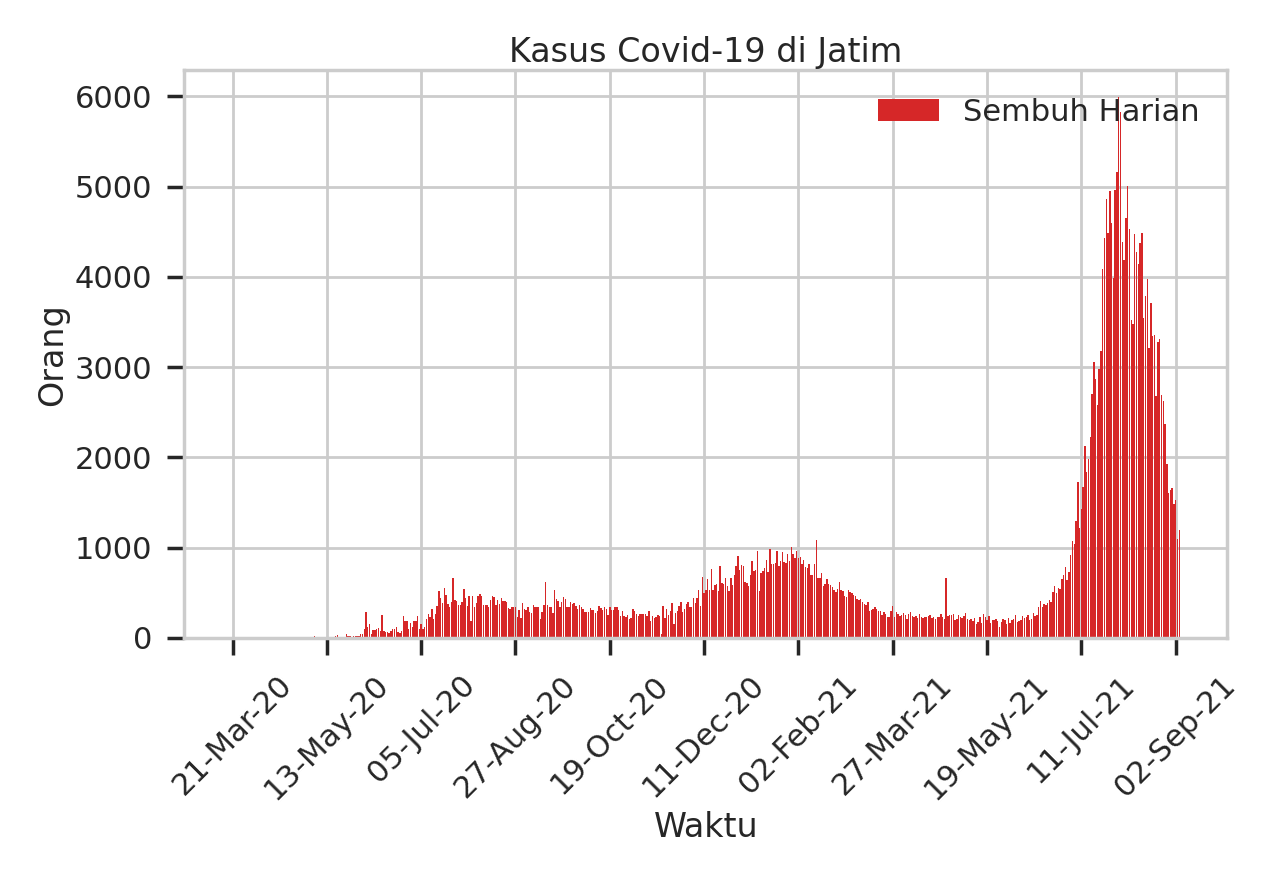 Kasus Covid-19 di Jatim
Sembuh Harian
6000
5000
4000
3000
2000
1000
0
Orang
21-Mar-20
13-May-20
05-Jul-20
27-Aug-20
19-Oct-20
11-Dec-20
02-Feb-21
27-Mar-21
19-May-21
11-Jul-21
02-Sep-21
Waktu